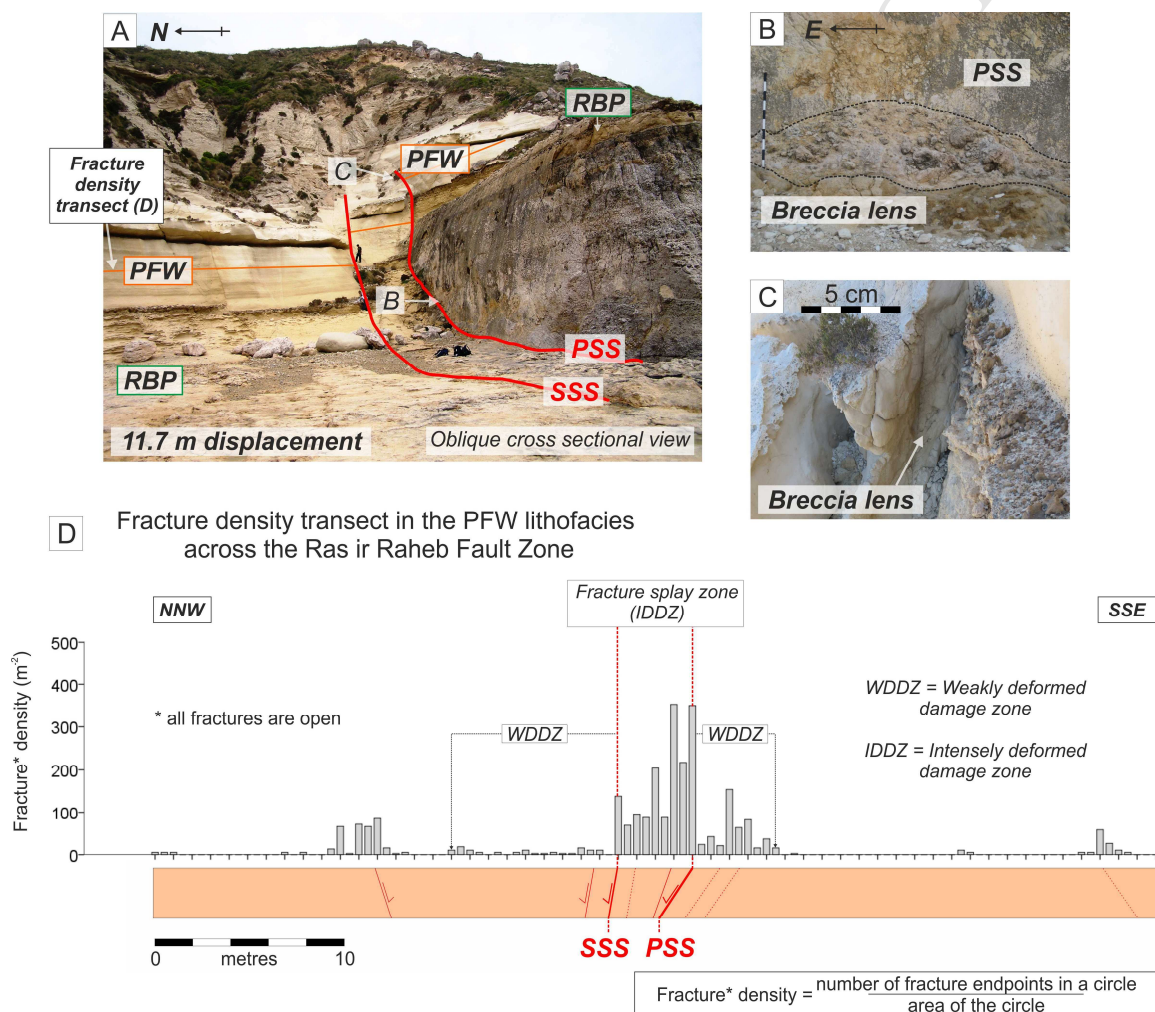 A
N
RBP
Fracture
density
transect (D)
C
PFW
PFW
B
RBP
PSS
SSS
11.7 m displacement
Oblique cross sectional view
B
E
PSS
Breccia lens
C
5 cm
Breccia lens
D
Fracture density transect in the PFW lithofacies
across the Ras ir Raheb Fault Zone
NNW
Fracture splay zone
(IDDZ)
SSE
Fracture* density (m-2)
500
400
300
200
100
0
* all fractures are open
WDDZ
WDDZ
WDDZ = Weakly deformed
damage zone
IDDZ = Intensely deformed
damage zone
SSS
PSS
0 metres 10
Fracture* density = number of fracture endpoints in a circle
area of the circle